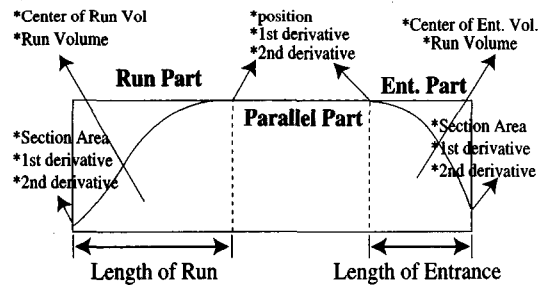 *Center of Run Vol
*Run Volume
*position
*1st derivative
*2nd derivative
*Center of Ent. Vol.
*Run Volume
Run Part
Ent. Part
Parallel Part
*Section Area
*1st derivative
*2nd derivative
*Section Area
*1st derivative
*2nd derivative
Length of Run
Length of Entrance